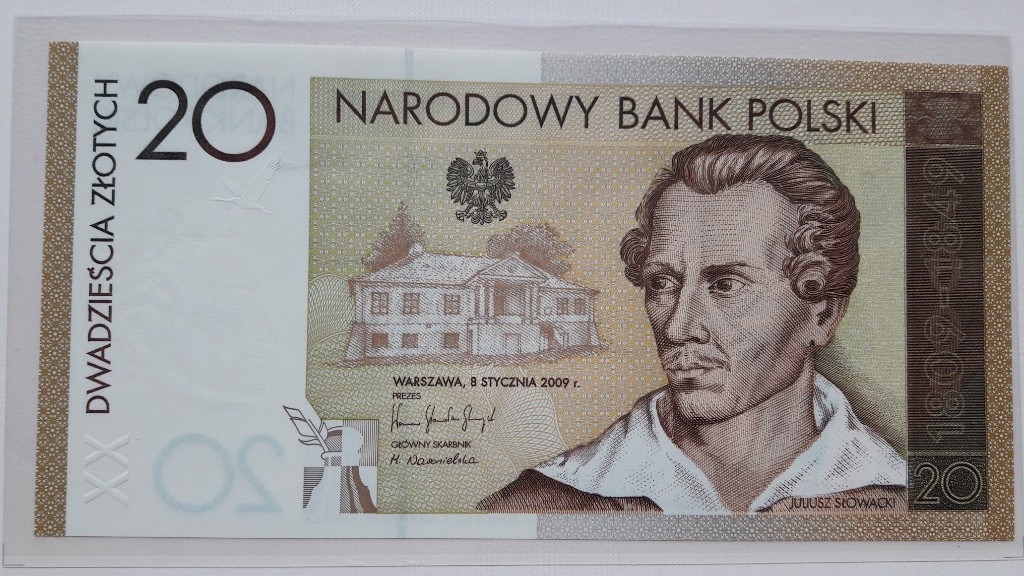 DWADZIEŚCIA ZŁOTYCH
20
NARODOWY BANK POLSKI
WARSZAWA, 8 STYCZNIA 2009 r.
PREZES
GŁÓWNY SKARBNIK
XX
20
1809-1849
20
JULIUSZ SŁOWACKI